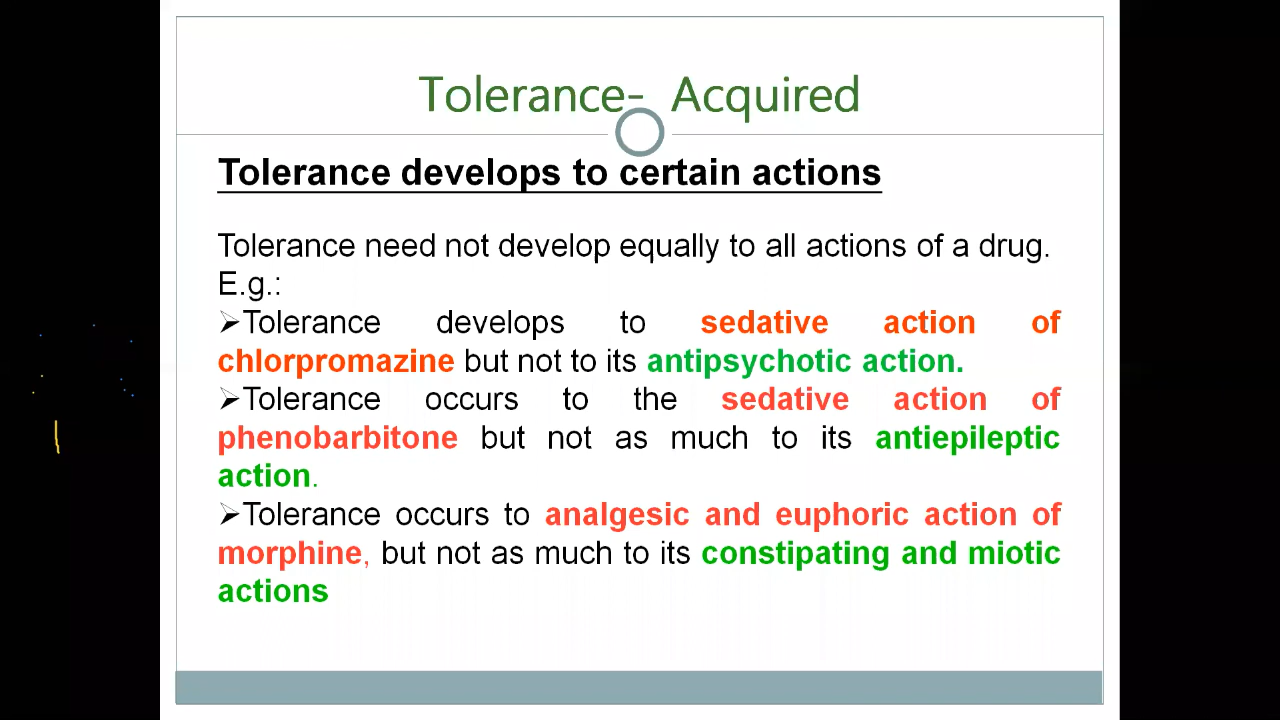 Tolerance- Acquired
Tolerance develops to certain actions
Tolerance need not develop equally to all actions of a drug.
E.g.:
➢Tolerance develops to sedative action of
chlorpromazine but not to its antipsychotic action.
➢Tolerance occurs to the sedative action of
phenobarbitone but not as much to its antiepileptic
action.
➢Tolerance occurs to analgesic and euphoric action of
morphine, but not as much to its constipating and miotic
actions